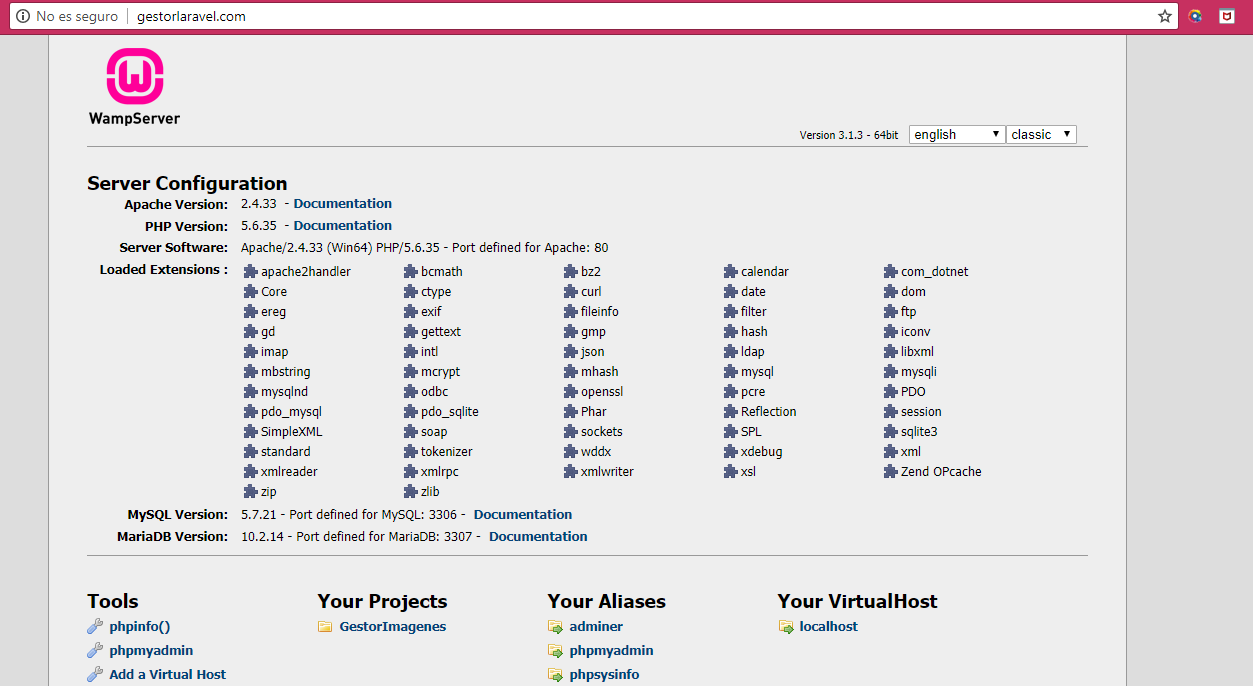 No es seguro | gestorlaravel.com
WampServer
Version 3.1.3 - 64bit english classic
Server Configuration
Apache Version: 2.4.33 - Documentation
PHP Version: 5.6.35 - Documentation
Server Software: Apache/2.4.33 (Win64) PHP/5.6.35 - Port defined for Apache: 80
Loaded Extensions : apache2handler bcmath bz2 calendar com_dotnet
Core ctype curl date dom
ereg exif fileinfo filter ftp
gd gettext gmp hash iconv
imap intl json ldap libxml
mbstring mcrypt mhash mysql mysqli
mysqlnd odbc openssl pcre PDO
pdo_mysql pdo_sqlite Phar Reflection session
SimpleXML soap sockets SPL sqlite3
standard tokenizer wddx xdebug xml
xmlreader xmlrpc xmlwriter xsl Zend OPcache
zip zlib
MySQL Version: 5.7.21 - Port defined for MySQL: 3306 - Documentation
MariaDB Version: 10.2.14 - Port defined for MariaDB: 3307 - Documentation
Tools Your Projects Your Aliases Your VirtualHost
phpinfo() GestorImagenes adminer localhost
phpmyadmin phpmyadmin
Add a Virtual Host phpsysinfo